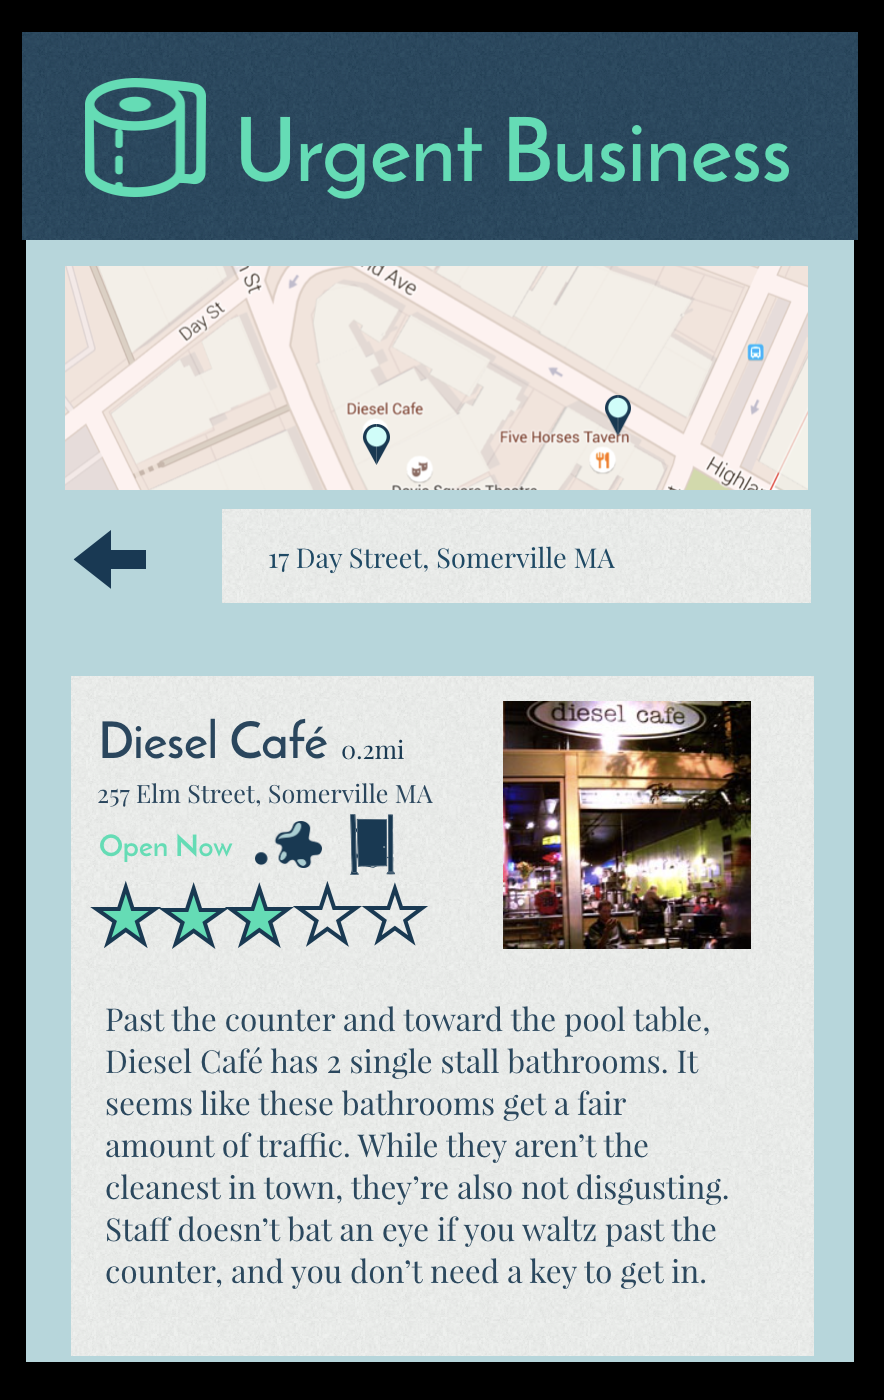 Urgent Business
St
nd Ave
Day St
Diesel Cafe
Five Horses Tavern
Highla
Davis Square Theatre
17 Day Street, Somerville MA
diesel cafe
Diesel Café 0.2mi
257 Elm Street, Somerville MA
Open Now
Past the counter and toward the pool table,
Diesel Café has 2 single stall bathrooms. It
seems like these bathrooms get a fair
amount of traffic. While they aren’t the
cleanest in town, they’re also not disgusting.
Staff doesn’t bat an eye if you waltz past the
counter, and you don’t need a key to get in.